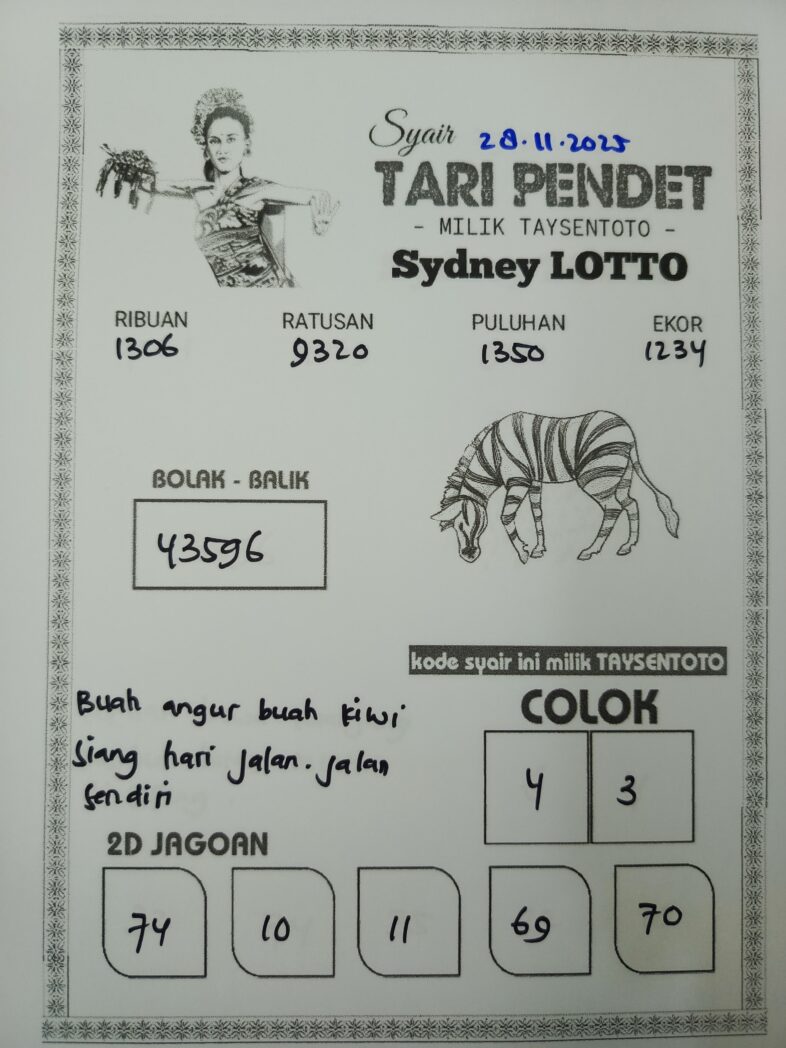 Syair 28.11.2025
TARI PENDET
- MILIK TAYSENTOTO -
Sydney LOTTO
RIBUAN RATUSAN PULUHAN EKOR
1306 9320 1350 1234
BOLAK - BALIK
43596
kode syair ini milik TAYSENTOTO
Buah angur buah kiwi
siang hari jalan.jalan
sendiri
COLOK
4 3
2D JAGOAN
74 10 11 69 70